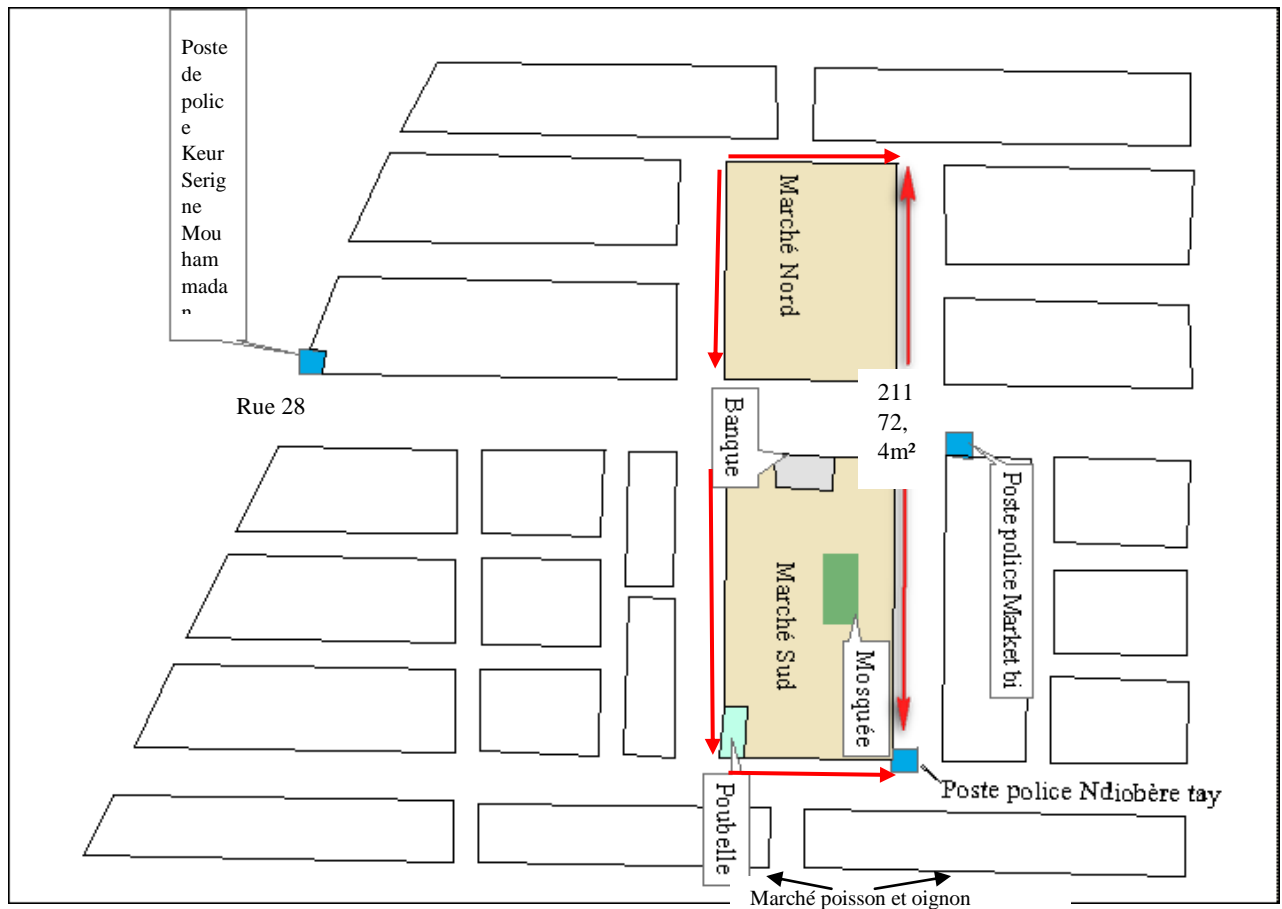 Poste
de
polic
e
Keur
Serig
ne
Mou
ham
mada
n
Marché Nord
Rue 28
Banque
211
72,
4m²
Poste police Market bi
Marché Sud
Mosquée
Poste police Ndiobère tay
Poubelle
Marché poisson et oignon